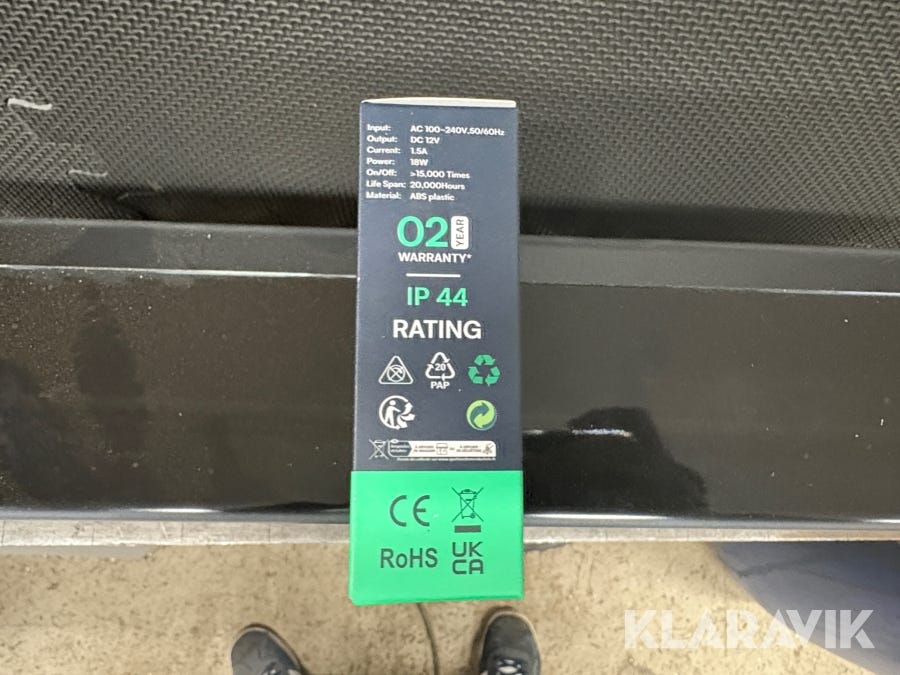 Input: AC 100~240V.50/60Hz
Output: DC 12V
Current: 1.5A
Power: 18W
On/Off: >15,000 Times
Life Span: 20,000Hours
Material: ABS plastic
02 YEAR
WARRANTY*
IP 44
RATING
20
PAP
CE
RoHS
UK
CA
KLARAVIK